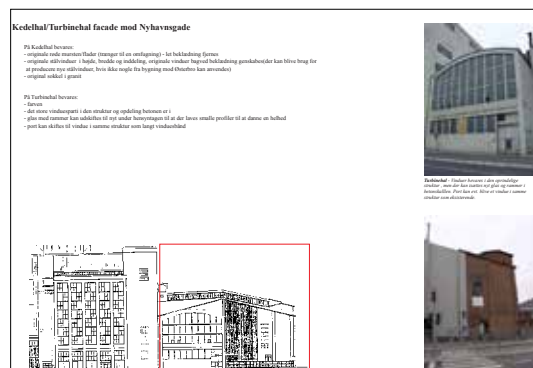 Kedelhal/Turbinehal facade mod Nyhavnsgade
På Kedelhal bevares:
- originale røde mursten/flader (trænger til en omfugning) - let beklædning fjernes
- originale stålvinduer i højde, bredde og inddeling, originale vinduer bagved beklædning genskabes(der kan blive brug for
at producere nye stålvinduer, hvis ikke nogle fra bygning mod Østerbro kan anvendes)
- original sokkel i granit
På Turbinehal bevares:
- farven
- det store vinduesparti i den struktur og opdeling betonen er i
- glas med rammer kan udskiftes til nyt under hensyntagen til at der laves smalle profiler til at danne en helhed
- port kan skiftes til vindue i samme struktur som langt vinduesbånd
Turbinehal - Vinduer bevares i den oprindelige
struktur , men der kan isættes nyt glas og rammer i
betonskallen. Port kan evt. blive et vindue i samme
struktur som eksisterende.